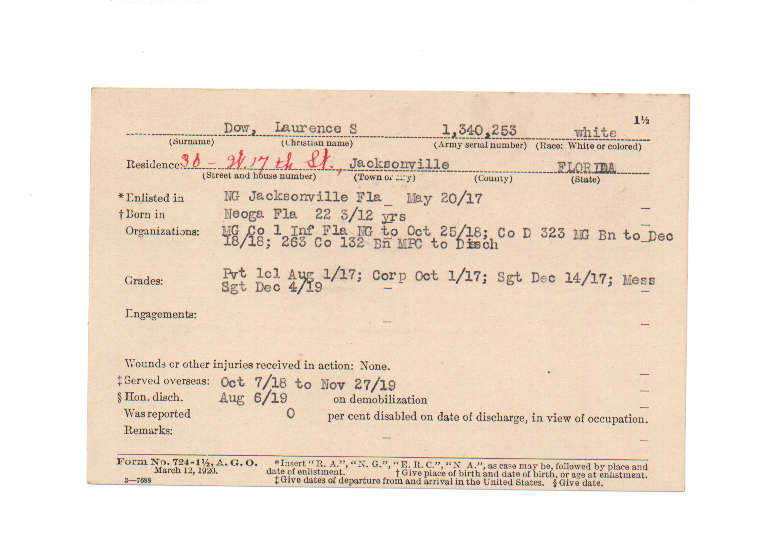 1½
Dow, Laurence S 1,340,253 white
(Surname) (Christian name) (Army serial number) (Race: White or colored)
Residence: 30 - W. 17 th St., Jacksonville FLORIDA
(Street and house number) (Town or city) (County) (State)
*Enlisted in NG Jacksonville Fla May 20/17
†Born in Neoga Fla 22 3/12 yrs
Organizations: MG Co 1 Inf Fla NG to Oct 25/18; Co D 323 MG Bn to Dec
18/18; 263 Co 132 Bn MPC to Disch
Grades: Pvt 1cl Aug 1/17; Corp Oct 1/17; Sgt Dec 14/17; Mess
Sgt Dec 4/19
Engagements:
Wounds or other injuries received in action: None.
‡Served overseas: Oct 7/18 to Nov 27/19
§Hon. disch. Aug 6/19 on demobilization
Was reported 0 per cent disabled on date of discharge, in view of occupation.
Remarks:
Form No. 724-1½, A. G. O. *Insert "R. A.", "N. G.", "E. R. C.", "N. A.", as case may be, followed by place and
March 12, 1920. date of enlistment. †Give place of birth and date of birth, or age at enlistment.
3—7688 ‡Give dates of departure from and arrival in the United States. §Give date.